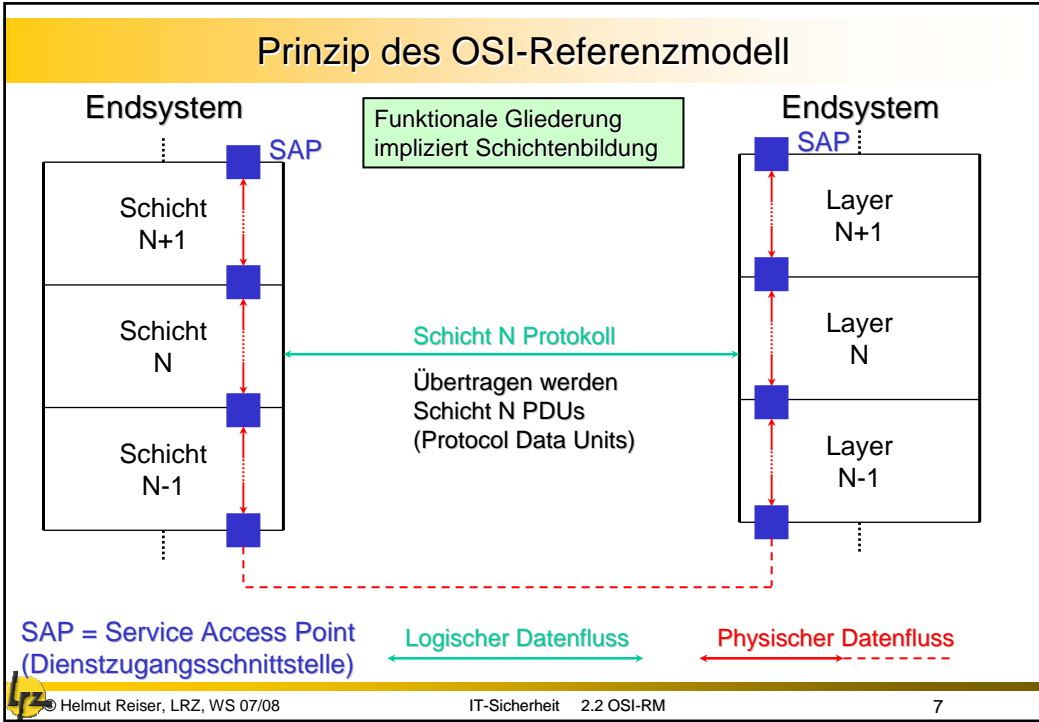 Prinzip des OSI-Referenzmodell
Endsystem
Endsystem
Funktionale Gliederung
impliziert Schichtenbildung
SAP
SAP
Schicht
N+1
Layer
N+1
Schicht
N
Schicht N Protokoll
Layer
N
Übertragen werden
Schicht N PDUs
(Protocol Data Units)
Schicht
N-1
Layer
N-1
SAP = Service Access Point
(Dienstzugangsschnittstelle)
Logischer Datenfluss
Physischer Datenfluss
lrz
© Helmut Reiser, LRZ, WS 07/08
IT-Sicherheit 2.2 OSI-RM
7